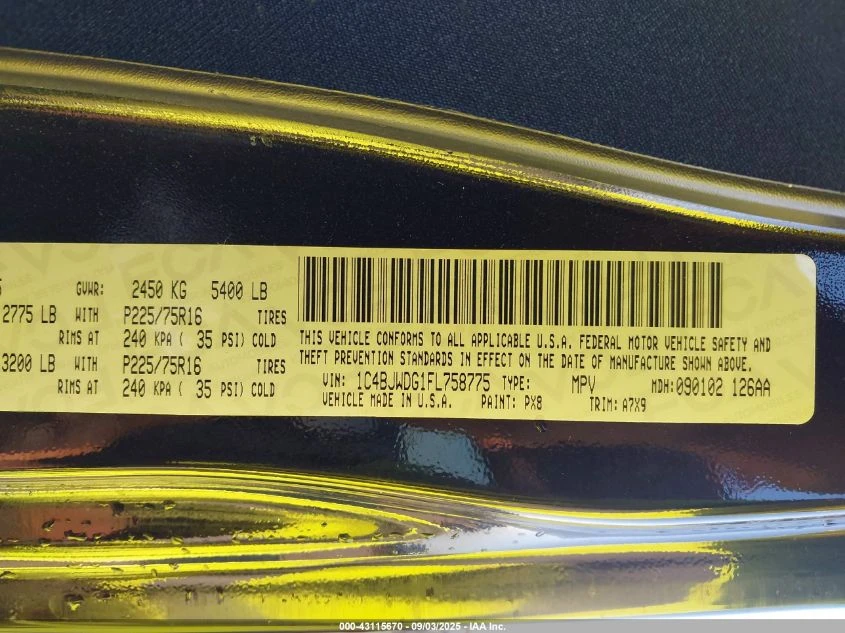 GVWR: 2450 KG 5400 LB
2775 LB WITH P225/75R16 TIRES
RIMS AT 240 KPA ( 35 PSI) COLD
3200 LB WITH P225/75R16 TIRES
RIMS AT 240 KPA ( 35 PSI) COLD
THIS VEHICLE CONFORMS TO ALL APPLICABLE U.S.A. FEDERAL MOTOR VEHICLE SAFETY AND
THEFT PREVENTION STANDARDS IN EFFECT ON THE DATE OF MANUFACTURE SHOWN ABOVE.
VIN: 1C4BJWDG1FL758775 TYPE: MPV MDH:090102 126AA
VEHICLE MADE IN U.S.A. PAINT: PX8 TRIM: A7X9
000-43115670 - 09/03/2025 - IAA Inc.